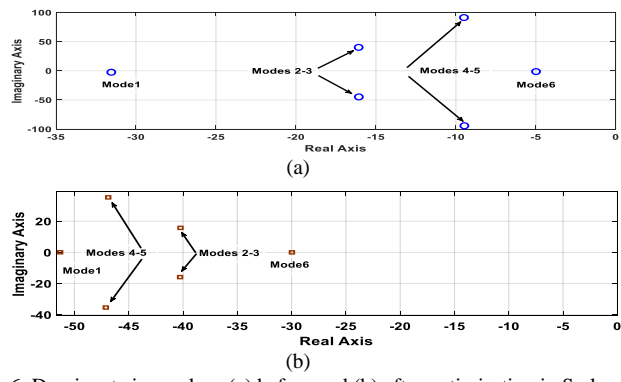 100
50
0
-50
-100
Imaginary Axis
Mode1
Modes 2-3
Modes 4-5
Mode6
-35 -30 -25 -20 -15 -10 -5 0
Real Axis
(a)
20
0
-20
-40
Imaginary Axis
Modes 4-5
Modes 2-3
Mode1
Mode6
-50 -45 -40 -35 -30 -25 -20 -15 -10 -5 0
Real Axis
(b)